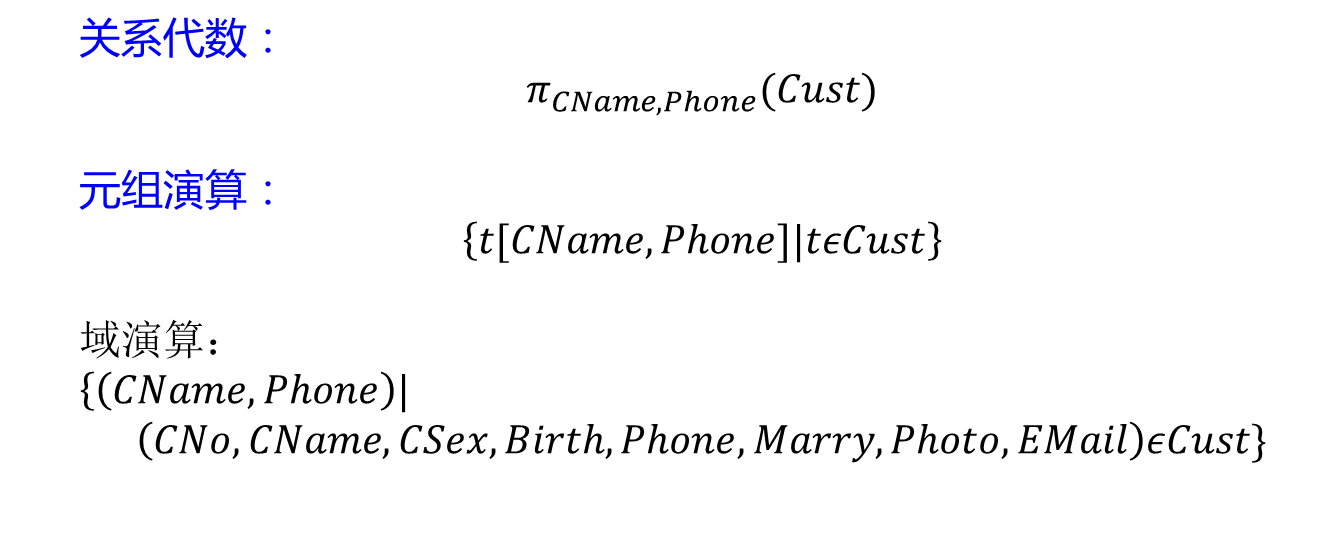 关系代数：
π_{CName,Phone}(Cust)
元组演算：
{t[CName,Phone]|tϵCust}
域演算：
{(CName,Phone)|
(CNo,CName,CSex,Birth,Phone,Marry,Photo,EMail)ϵCust}